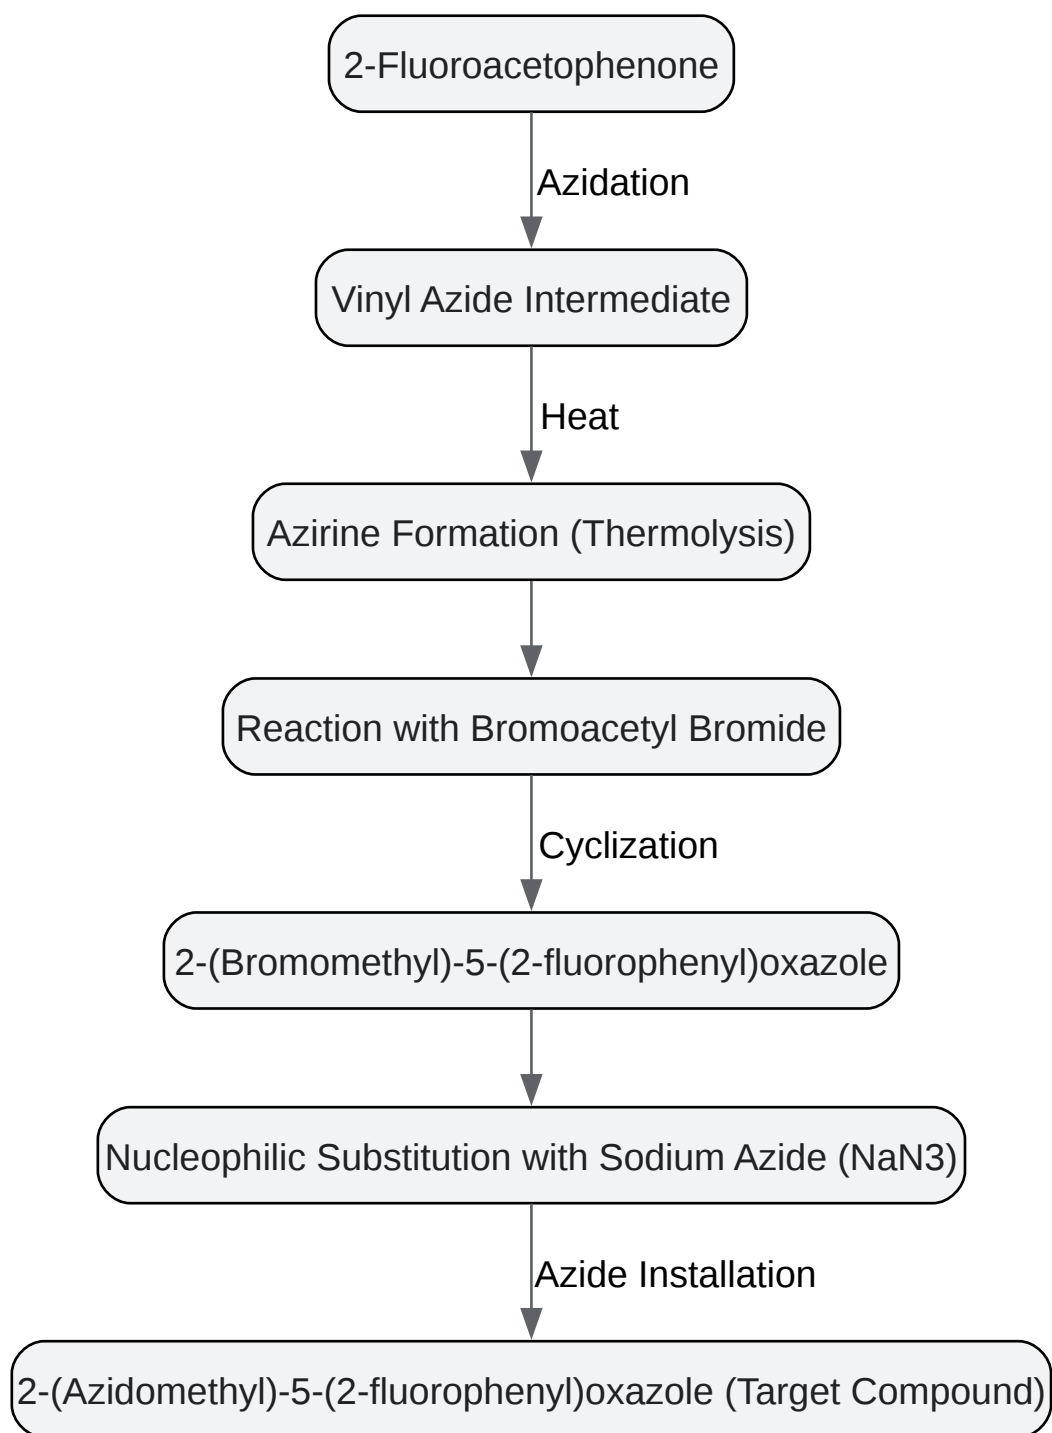 2-Fluoroacetophenone
Azidation
Vinyl Azide Intermediate
Heat
Azirine Formation (Thermolysis)
Reaction with Bromoacetyl Bromide
Cyclization
2-(Bromomethyl)-5-(2-fluorophenyl)oxazole
Nucleophilic Substitution with Sodium Azide (NaN3)
Azide Installation
2-(Azidomethyl)-5-(2-fluorophenyl)oxazole (Target Compound)